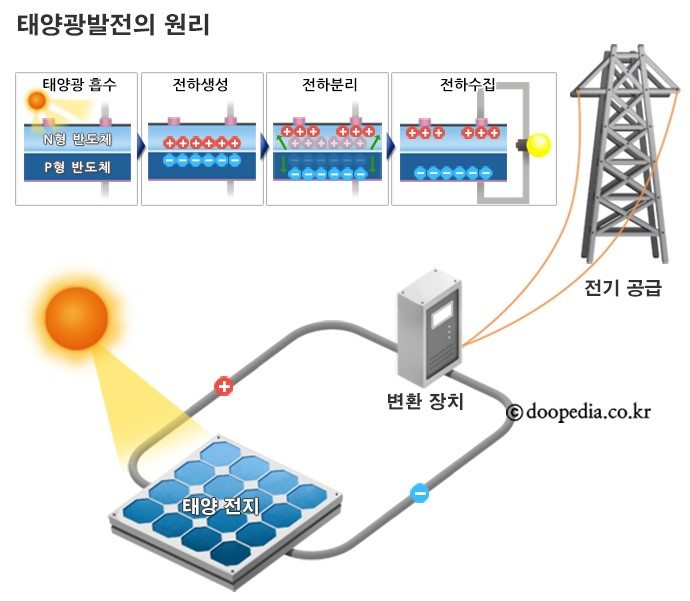 태양광발전의 원리
태양광 흡수
전하생성
전하분리
전하수집
N형 반도체
P형 반도체
전기 공급
변환 장치
© doopedia.co.kr
태양 전지